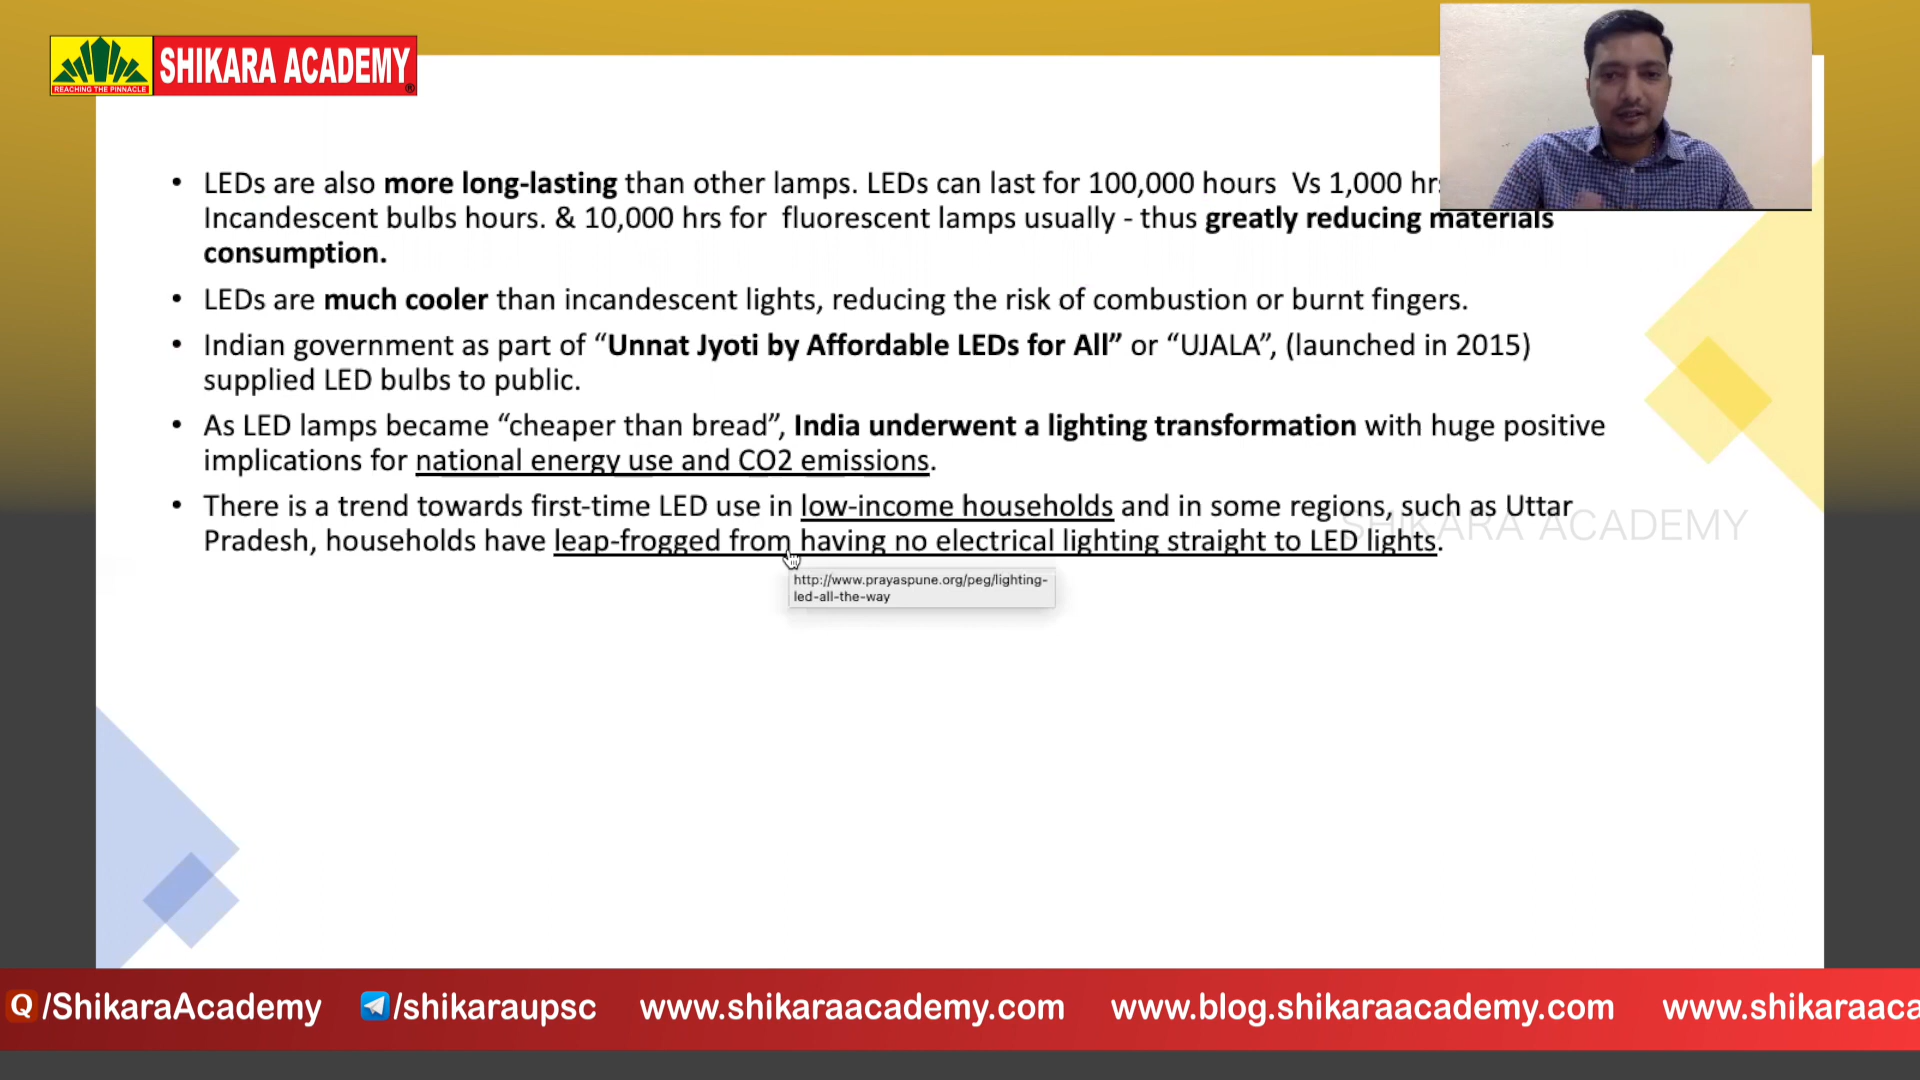 SHIKARA ACADEMY
REACHING THE PINNACLE
• LEDs are also more long-lasting than other lamps. LEDs can last for 100,000 hours Vs 1,000 hrs
Incandescent bulbs hours. & 10,000 hrs for fluorescent lamps usually - thus greatly reducing materials
consumption.
• LEDs are much cooler than incandescent lights, reducing the risk of combustion or burnt fingers.
• Indian government as part of “Unnat Jyoti by Affordable LEDs for All” or “UJALA”, (launched in 2015)
supplied LED bulbs to public.
• As LED lamps became “cheaper than bread”, India underwent a lighting transformation with huge positive
implications for national energy use and CO2 emissions.
• There is a trend towards first-time LED use in low-income households and in some regions, such as Uttar
Pradesh, households have leap-frogged from having no electrical lighting straight to LED lights.
SHIKARA ACADEMY
http://www.prayaspune.org/peg/lighting-
led-all-the-way
Q /ShikaraAcademy /shikaraupsc www.shikaraacademy.com www.blog.shikaraacademy.com www.shikaraaca